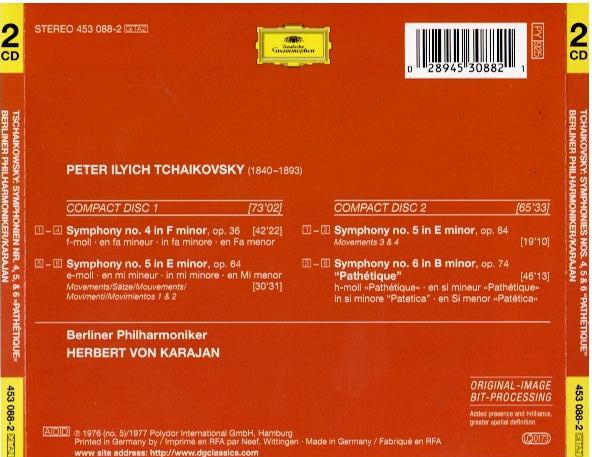 2
CD
STEREO 453 088-2 GTA2
Deutsche
Grammophon
0 28945 30882 1
PY 925
2
CD
TSCHAIKOWSKY: SYMPHONIEN NR. 4, 5, & 6 »PATHÉTIQUE«
BERLINER PHILHARMONIKER/KARAJAN
TCHAIKOVSKY: SYMPHONIES NOS. 4, 5 & 6 "PATHÉTIQUE"
BERLINER PHILHARMONIKER/KARAJAN
PETER ILYICH TCHAIKOVSKY (1840–1893)
COMPACT DISC 1 [73'02]
1 – 4 Symphony no. 4 in F minor, op. 36 [42'22]
f-moll · en fa mineur · in fa minore · en Fa menor
5 – 6 Symphony no. 5 in E minor, op. 64
e-moll · en mi mineur · in mi minore · en Mi menor
Movements/Sätze/Mouvements/ [30'31]
Movimenti/Movimientos 1 & 2
COMPACT DISC 2 [65'33]
1 – 2 Symphony no. 5 in E minor, op. 64
Movements 3 & 4 [19'10]
3 – 6 Symphony no. 6 in B minor, op. 74
"Pathétique" [46'13]
h-moll »Pathétique« · en si mineur «Pathétique»
in si minore "Patetica" · en Si menor «Patética»
Berliner Philharmoniker
HERBERT VON KARAJAN
ORIGINAL-IMAGE
BIT-PROCESSING
Added presence and brilliance,
greater spatial definition
ADD ℗ 1976 (no. 5)/1977 Polydor International GmbH, Hamburg
Printed in Germany by / Imprimé en RFA par Neef, Wittingen · Made in Germany / Fabriqué en RFA
www site address: http://www.dgclassics.com
LC 0173
453 088-2 GTA2
453 088-2 GTA2